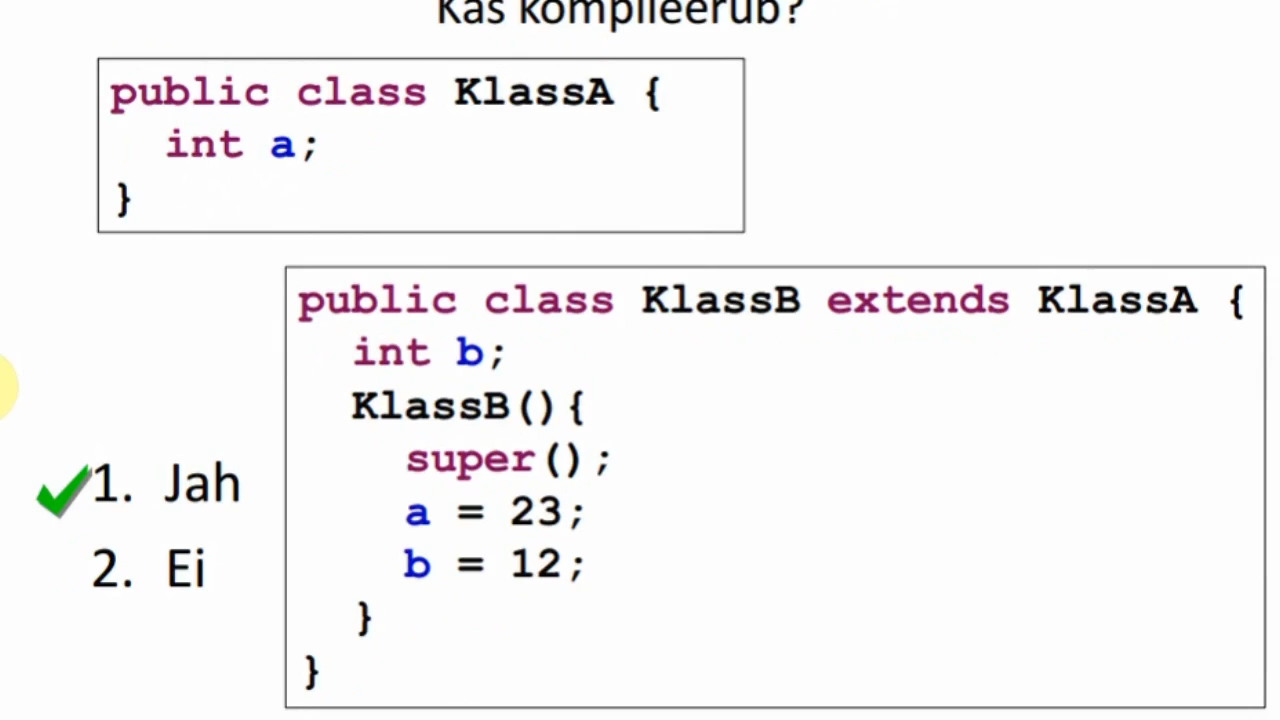 Kas kompileerub?
public class KlassA {
int a;
}
public class KlassB extends KlassA {
int b;
KlassB(){
super();
a = 23;
b = 12;
}
}
1. Jah
2. Ei